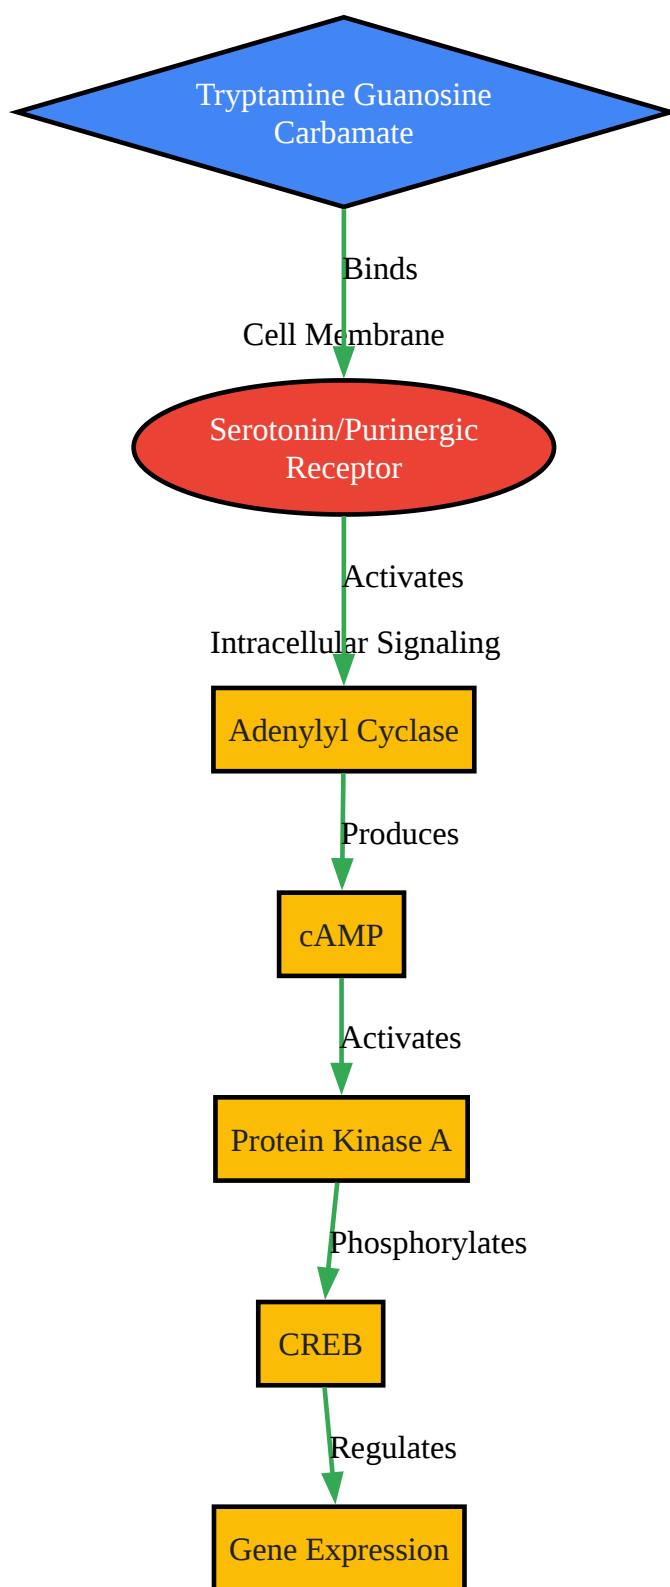 Tryptamine Guanosine
Carbamate
Binds
Cell Membrane
Serotonin/Purinergic
Receptor
Activates
Intracellular Signaling
Adenylyl Cyclase
Produces
cAMP
Activates
Protein Kinase A
Phosphorylates
CREB
Regulates
Gene Expression